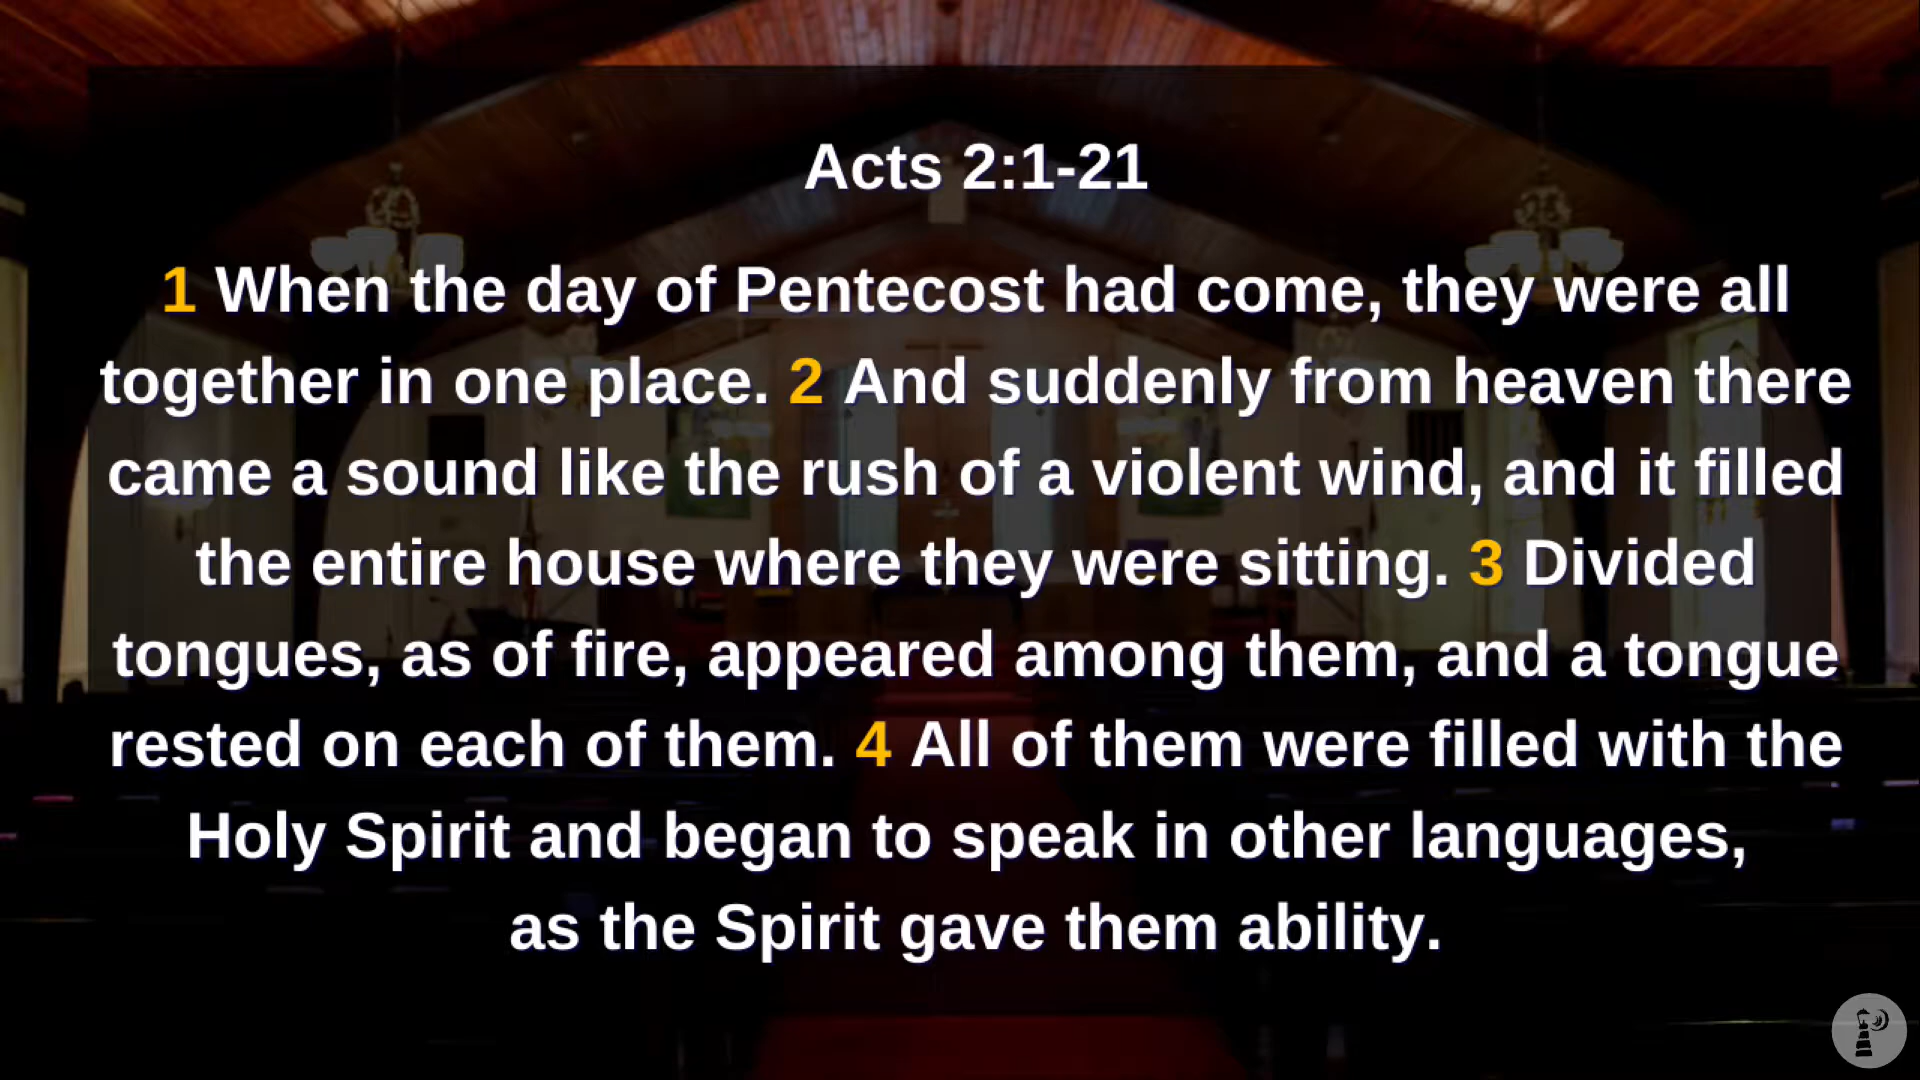 Acts 2:1-21
1 When the day of Pentecost had come, they were all
together in one place. 2 And suddenly from heaven there
came a sound like the rush of a violent wind, and it filled
the entire house where they were sitting. 3 Divided
tongues, as of fire, appeared among them, and a tongue
rested on each of them. 4 All of them were filled with the
Holy Spirit and began to speak in other languages,
as the Spirit gave them ability.